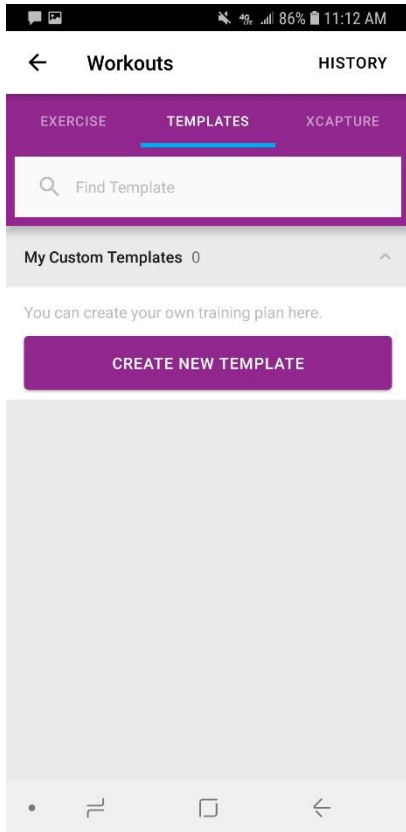 86% 11:12 AM
Workouts HISTORY
EXERCISE TEMPLATES XCAPTURE
Find Template
My Custom Templates 0
You can create your own training plan here.
CREATE NEW TEMPLATE